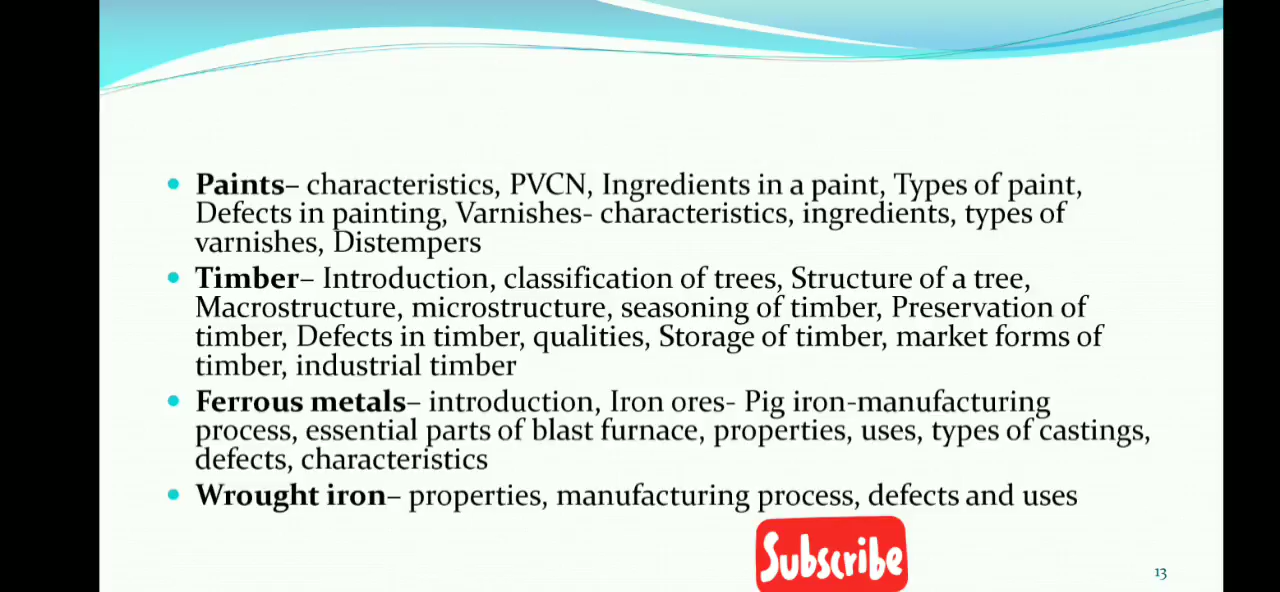 Paints– characteristics, PVCN, Ingredients in a paint, Types of paint,
Defects in painting, Varnishes- characteristics, ingredients, types of
varnishes, Distempers
Timber– Introduction, classification of trees, Structure of a tree,
Macrostructure, microstructure, seasoning of timber, Preservation of
timber, Defects in timber, qualities, Storage of timber, market forms of
timber, industrial timber
Ferrous metals– introduction, Iron ores- Pig iron-manufacturing
process, essential parts of blast furnace, properties, uses, types of castings,
defects, characteristics
Wrought iron– properties, manufacturing process, defects and uses
Subscribe
13